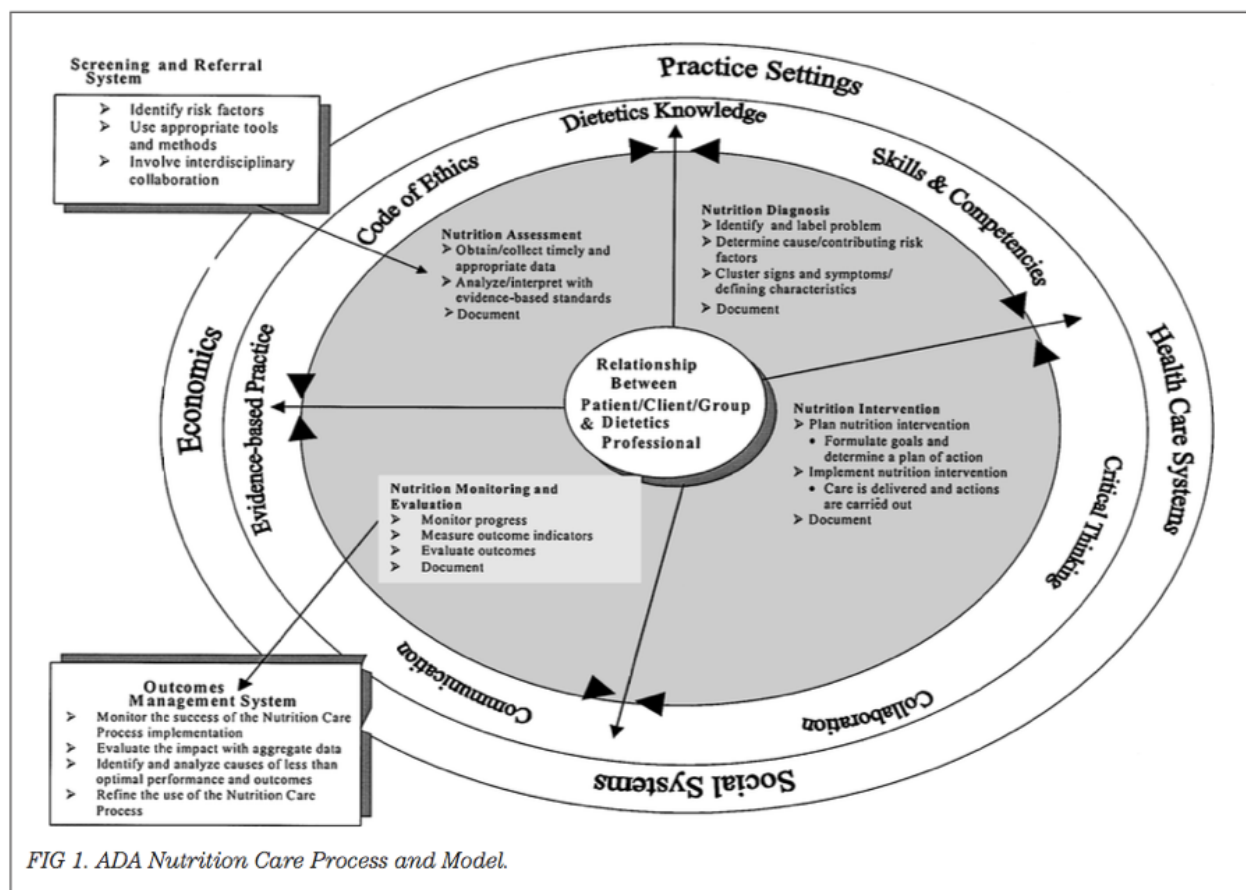 Screening and Referral
System
➢ Identify risk factors
➢ Use appropriate tools
and methods
➢ Involve interdisciplinary
collaboration
Practice Settings
Dietetics Knowledge
Code of Ethics
Skills & Competencies
Nutrition Assessment
➢ Obtain/collect timely and
appropriate data
➢ Analyze/interpret with
evidence-based standards
➢ Document
Nutrition Diagnosis
➢ Identify and label problem
➢ Determine cause/contributing risk
factors
➢ Cluster signs and symptoms/
defining characteristics
➢ Document
Economics
Evidence-based Practice
Relationship
Between
Patient/Client/Group
& Dietetics
Professional
Health Care Systems
Critical Thinking
Nutrition Intervention
➢ Plan nutrition intervention
• Formulate goals and
determine a plan of action
➢ Implement nutrition intervention
• Care is delivered and actions
are carried out
➢ Document
Nutrition Monitoring and
Evaluation
➢ Monitor progress
➢ Measure outcome indicators
➢ Evaluate outcomes
➢ Document
Communication
Collaboration
Social Systems
Outcomes
Management System
➢ Monitor the success of the Nutrition Care
Process implementation
➢ Evaluate the impact with aggregate data
➢ Identify and analyze causes of less than
optimal performance and outcomes
➢ Refine the use of the Nutrition Care
Process
FIG 1. ADA Nutrition Care Process and Model.